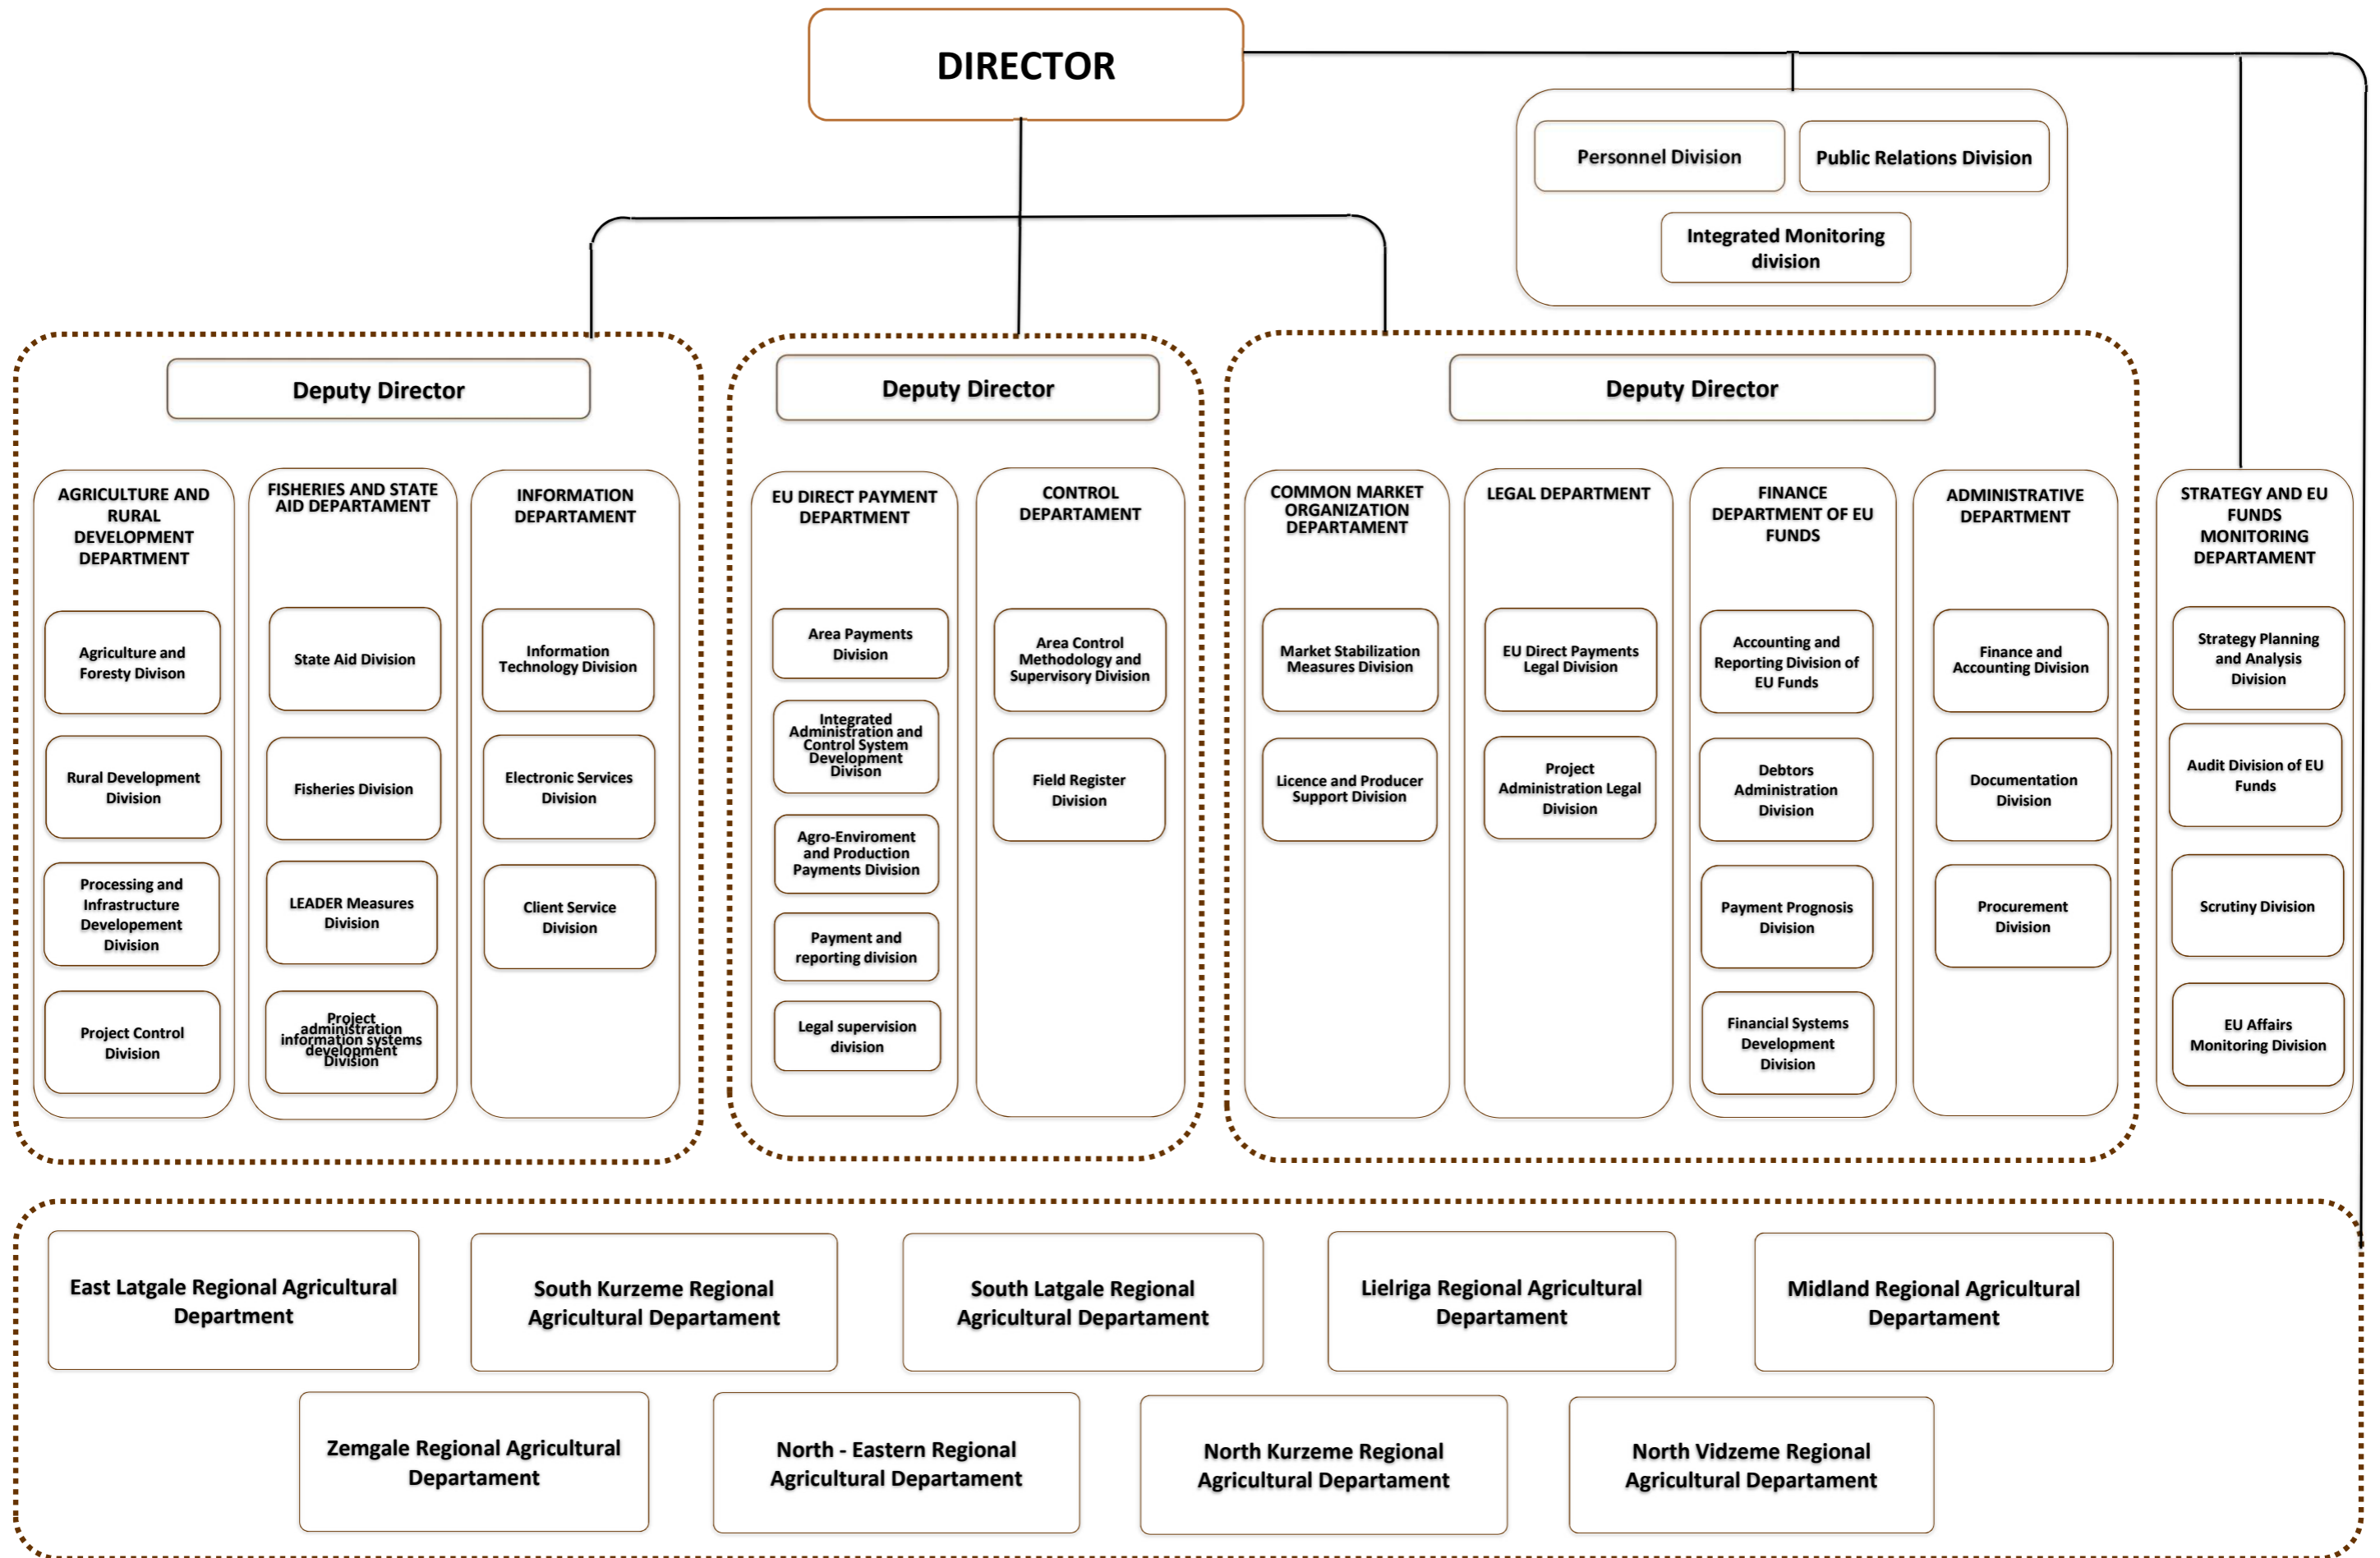 DIRECTOR
Personnel Division
Public Relations Division
Integrated Monitoring
division
Deputy Director
Deputy Director
Deputy Director
AGRICULTURE AND
RURAL
DEVELOPMENT
DEPARTMENT
Agriculture and
Foresty Divison
Rural Development
Division
Processing and
Infrastructure
Developement
Division
Project Control
Division
FISHERIES AND STATE
AID DEPARTAMENT
State Aid Division
Fisheries Division
LEADER Measures
Division
Project
administration
information systems
development
Division
INFORMATION
DEPARTAMENT
Information
Technology Division
Electronic Services
Division
Client Service
Division
EU DIRECT PAYMENT
DEPARTMENT
Area Payments
Division
Integrated
Administration and
Control System
Development
Divison
Agro-Enviroment
and Production
Payments Division
Payment and
reporting division
Legal supervision
division
CONTROL
DEPARTAMENT
Area Control
Methodology and
Supervisory Division
Field Register
Division
COMMON MARKET
ORGANIZATION
DEPARTAMENT
Market Stabilization
Measures Division
Licence and Producer
Support Division
LEGAL DEPARTMENT
EU Direct Payments
Legal Division
Project
Administration Legal
Division
FINANCE
DEPARTMENT OF EU
FUNDS
Accounting and
Reporting Division of
EU Funds
Debtors
Administration
Division
Payment Prognosis
Division
Financial Systems
Development
Division
ADMINISTRATIVE
DEPARTMENT
Finance and
Accounting Division
Documentation
Division
Procurement
Division
STRATEGY AND EU
FUNDS
MONITORING
DEPARTAMENT
Strategy Planning
and Analysis
Division
Audit Division of EU
Funds
Scrutiny Division
EU Affairs
Monitoring Division
East Latgale Regional Agricultural
Department
South Kurzeme Regional
Agricultural Departament
South Latgale Regional
Agricultural Departament
Lielriga Regional Agricultural
Departament
Midland Regional Agricultural
Departament
Zemgale Regional Agricultural
Departament
North - Eastern Regional
Agricultural Departament
North Kurzeme Regional
Agricultural Departament
North Vidzeme Regional
Agricultural Departament